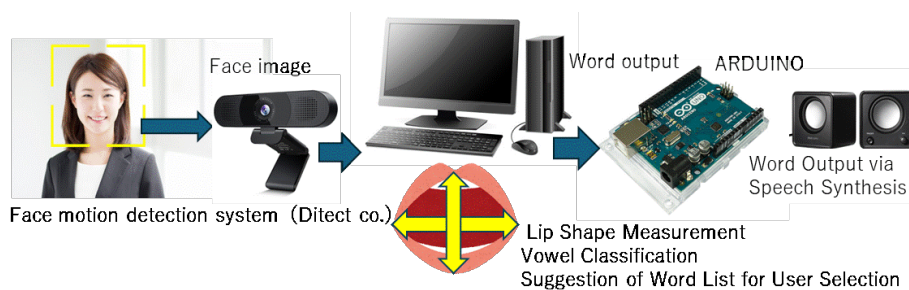 Face image
Word output
ARDUINO
Word Output via
Speech Synthesis
Face motion detection system (Ditect co.)
Lip Shape Measurement
Vowel Classification
Suggestion of Word List for User Selection